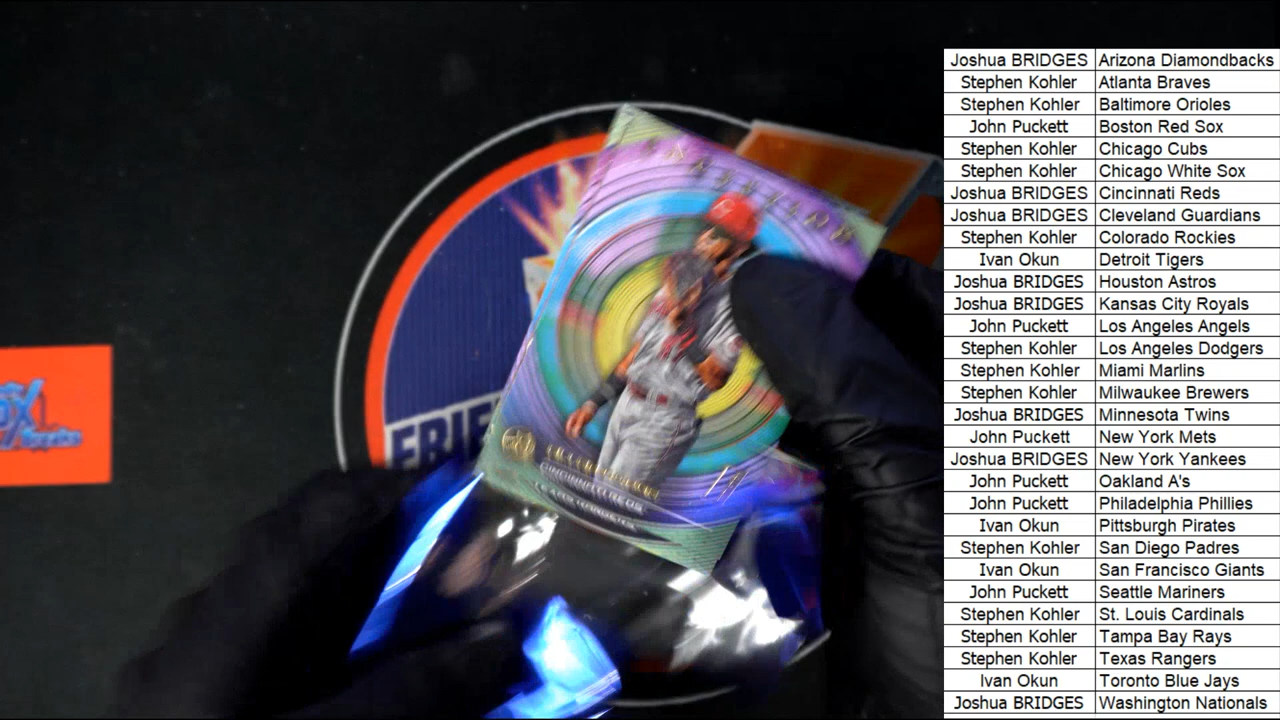 Joshua BRIDGES Arizona Diamondbacks
Stephen Kohler Atlanta Braves
Stephen Kohler Baltimore Orioles
John Puckett Boston Red Sox
Stephen Kohler Chicago Cubs
Stephen Kohler Chicago White Sox
Joshua BRIDGES Cincinnati Reds
Joshua BRIDGES Cleveland Guardians
Stephen Kohler Colorado Rockies
Ivan Okun Detroit Tigers
Joshua BRIDGES Houston Astros
Joshua BRIDGES Kansas City Royals
John Puckett Los Angeles Angels
Stephen Kohler Los Angeles Dodgers
Stephen Kohler Miami Marlins
Stephen Kohler Milwaukee Brewers
Joshua BRIDGES Minnesota Twins
John Puckett New York Mets
Joshua BRIDGES New York Yankees
John Puckett Oakland A's
John Puckett Philadelphia Phillies
Ivan Okun Pittsburgh Pirates
Stephen Kohler San Diego Padres
Ivan Okun San Francisco Giants
John Puckett Seattle Mariners
Stephen Kohler St. Louis Cardinals
Stephen Kohler Tampa Bay Rays
Stephen Kohler Texas Rangers
Ivan Okun Toronto Blue Jays
Joshua BRIDGES Washington Nationals
CINCINNATI REDS